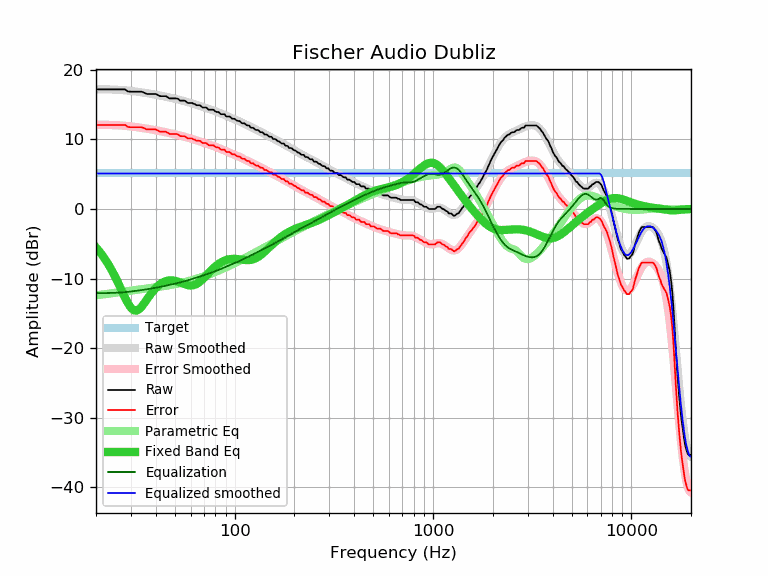 Fischer Audio Dubliz
20
10
0
−10
−20
−30
−40
Amplitude (dBr)
Target
Raw Smoothed
Error Smoothed
Raw
Error
Parametric Eq
Fixed Band Eq
Equalization
Equalized smoothed
100
1000
10000
Frequency (Hz)